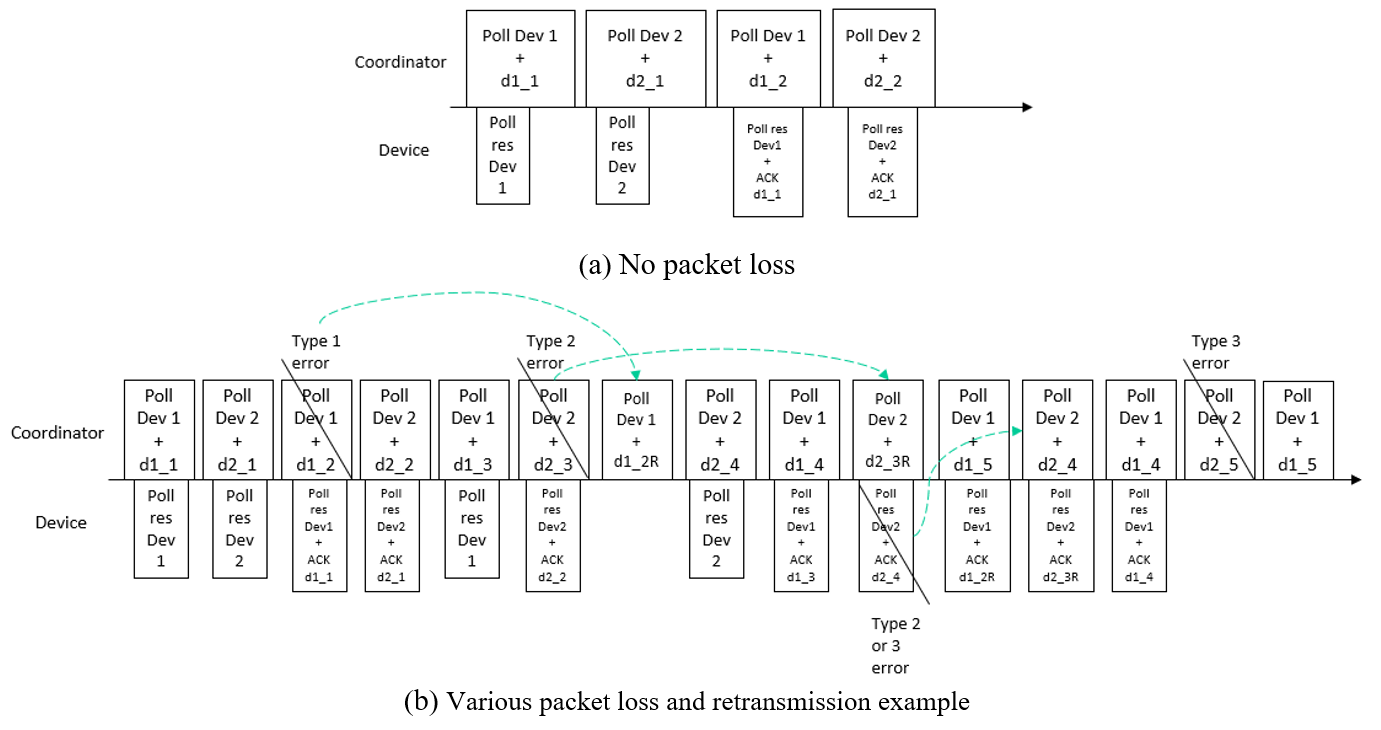 Coordinator
Poll Dev 1
+
d1_1
Poll Dev 2
+
d2_1
Poll Dev 1
+
d1_2
Poll Dev 2
+
d2_2
Device
Poll
res
Dev
1
Poll
res
Dev
2
Poll res
Dev1
+
ACK
d1_1
Poll res
Dev2
+
ACK
d2_1
(a) No packet loss
Type 1
error
Type 2
error
Type 3
error
Coordinator
Poll
Dev 1
+
d1_1
Poll
Dev 2
+
d2_1
Poll
Dev 1
+
d1_2
Poll
Dev 2
+
d2_2
Poll
Dev 1
+
d1_3
Poll
Dev 2
+
d2_3
Poll
Dev 1
+
d1_2R
Poll
Dev 2
+
d2_4
Poll
Dev 1
+
d1_4
Poll
Dev 2
+
d2_3R
Poll
Dev 1
+
d1_5
Poll
Dev 2
+
d2_4
Poll
Dev 1
+
d1_4
Poll
Dev 2
+
d2_5
Poll
Dev 1
+
d1_5
Device
Poll
res
Dev
1
Poll
res
Dev
2
Poll
res
Dev1
+
ACK
d1_1
Poll
res
Dev2
+
ACK
d2_1
Poll
res
Dev
1
Poll
res
Dev2
+
ACK
d2_2
Poll
res
Dev
2
Poll
res
Dev1
+
ACK
d1_3
Poll
res
Dev2
+
ACK
d2_4
Poll
res
Dev1
+
ACK
d1_2R
Poll
res
Dev2
+
ACK
d2_3R
Poll
res
Dev1
+
ACK
d1_4
Type 2
or 3
error
(b) Various packet loss and retransmission example